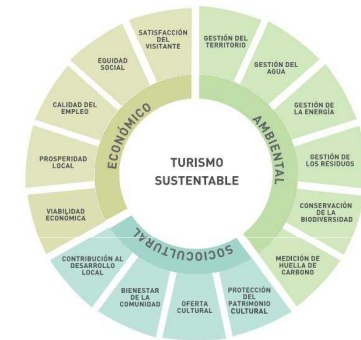 TURISMO
SUSTENTABLE
ECONÓMICO
AMBIENTAL
SOCIOCULTURAL
SATISFACCIÓN
DEL
VISITANTE
GESTIÓN DEL
TERRITORIO
GESTIÓN DEL
AGUA
GESTIÓN DE
LA ENERGÍA
GESTIÓN DE
LOS RESIDUOS
CONSERVACIÓN
DE LA
BIODIVERSIDAD
MEDICIÓN DE
HUELLA DE
CARBONO
PROTECCIÓN
DEL
PATRIMONIO
CULTURAL
OFERTA
CULTURAL
BIENESTAR
DE LA
COMUNIDAD
CONTRIBUCIÓN AL
DESARROLLO
LOCAL
VIABILIDAD
ECONÓMICA
PROSPERIDAD
LOCAL
CALIDAD DEL
EMPLEO
EQUIDAD
SOCIAL